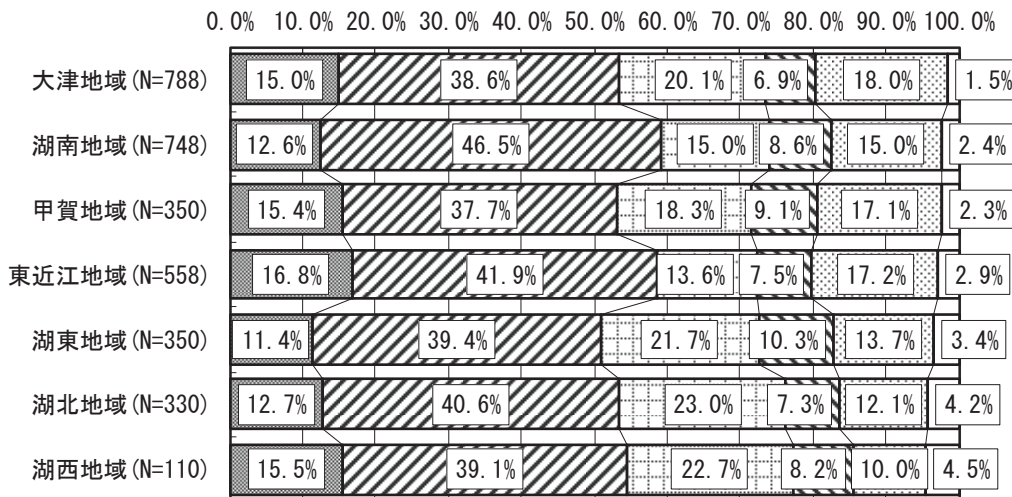 0.0% 10.0% 20.0% 30.0% 40.0% 50.0% 60.0% 70.0% 80.0% 90.0% 100.0%
大津地域(N=788) 15.0% 38.6% 20.1% 6.9% 18.0% 1.5%
湖南地域(N=748) 12.6% 46.5% 15.0% 8.6% 15.0% 2.4%
甲賀地域(N=350) 15.4% 37.7% 18.3% 9.1% 17.1% 2.3%
東近江地域(N=558) 16.8% 41.9% 13.6% 7.5% 17.2% 2.9%
湖東地域(N=350) 11.4% 39.4% 21.7% 10.3% 13.7% 3.4%
湖北地域(N=330) 12.7% 40.6% 23.0% 7.3% 12.1% 4.2%
湖西地域(N=110) 15.5% 39.1% 22.7% 8.2% 10.0% 4.5%